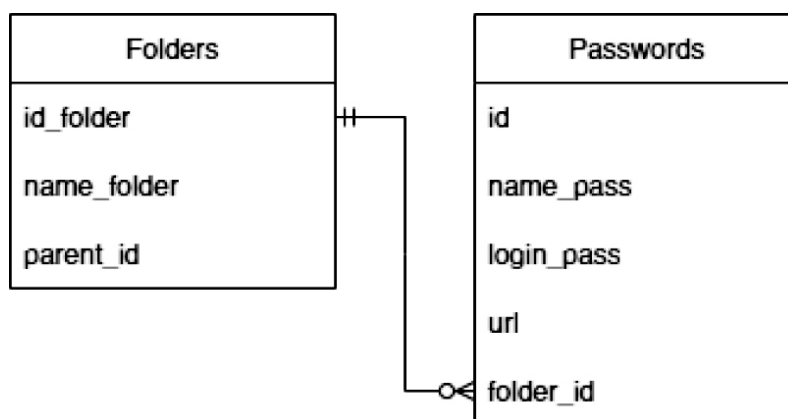 Folders
id_folder
name_folder
parent_id
Passwords
id
name_pass
login_pass
url
folder_id